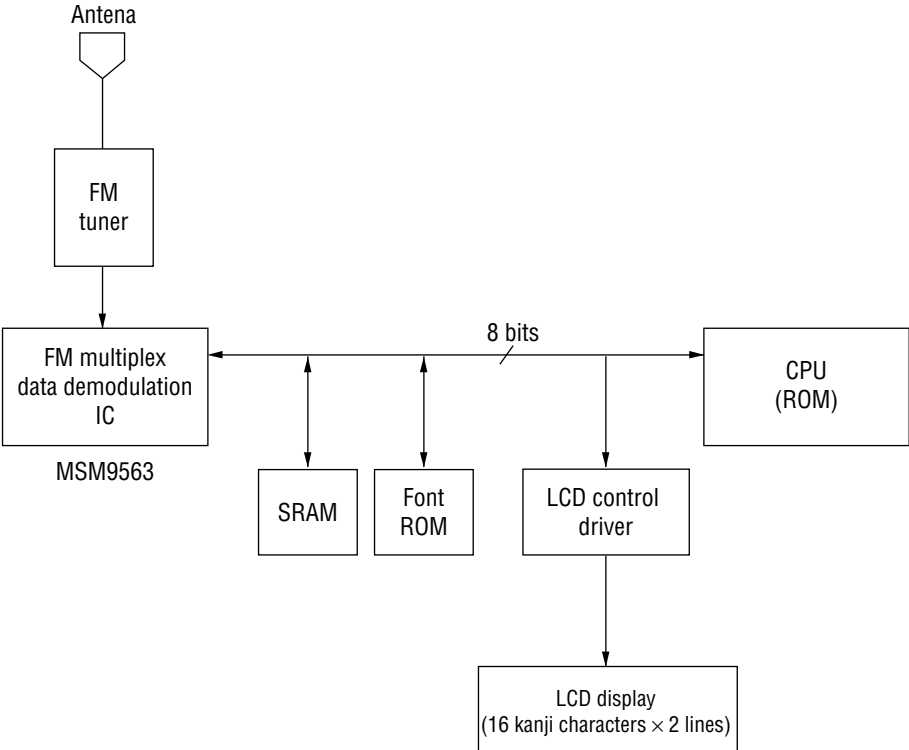 Antena
FM
tuner
8 bits
FM multiplex
data demodulation
IC
CPU
(ROM)
MSM9563
SRAM
Font
ROM
LCD control
driver
LCD display
(16 kanji characters × 2 lines)